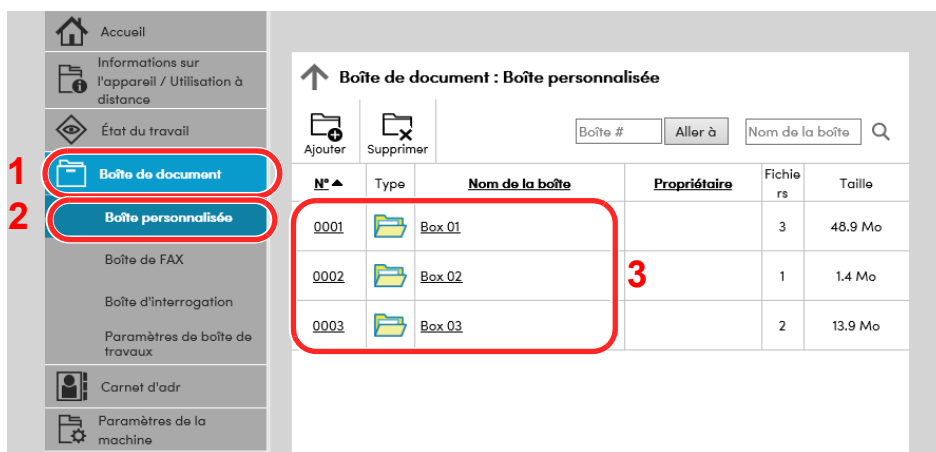 Accueil
Informations sur
l'appareil / Utilisation à
distance
État du travail
1
Boîte de document
2
Boîte personnalisée
Boîte de FAX
Boîte d'interrogation
Paramètres de boîte de
travaux
Carnet d'adr
Paramètres de la
machine
Boîte de document : Boîte personnalisée
Ajouter Supprimer
Boîte # Aller à Nom de la boîte
N° Type Nom de la boîte Propriétaire Fichie
rs
Taille
0001 Box 01 3 48.9 Mo
0002 Box 02 1 1.4 Mo
3
0003 Box 03 2 13.9 Mo